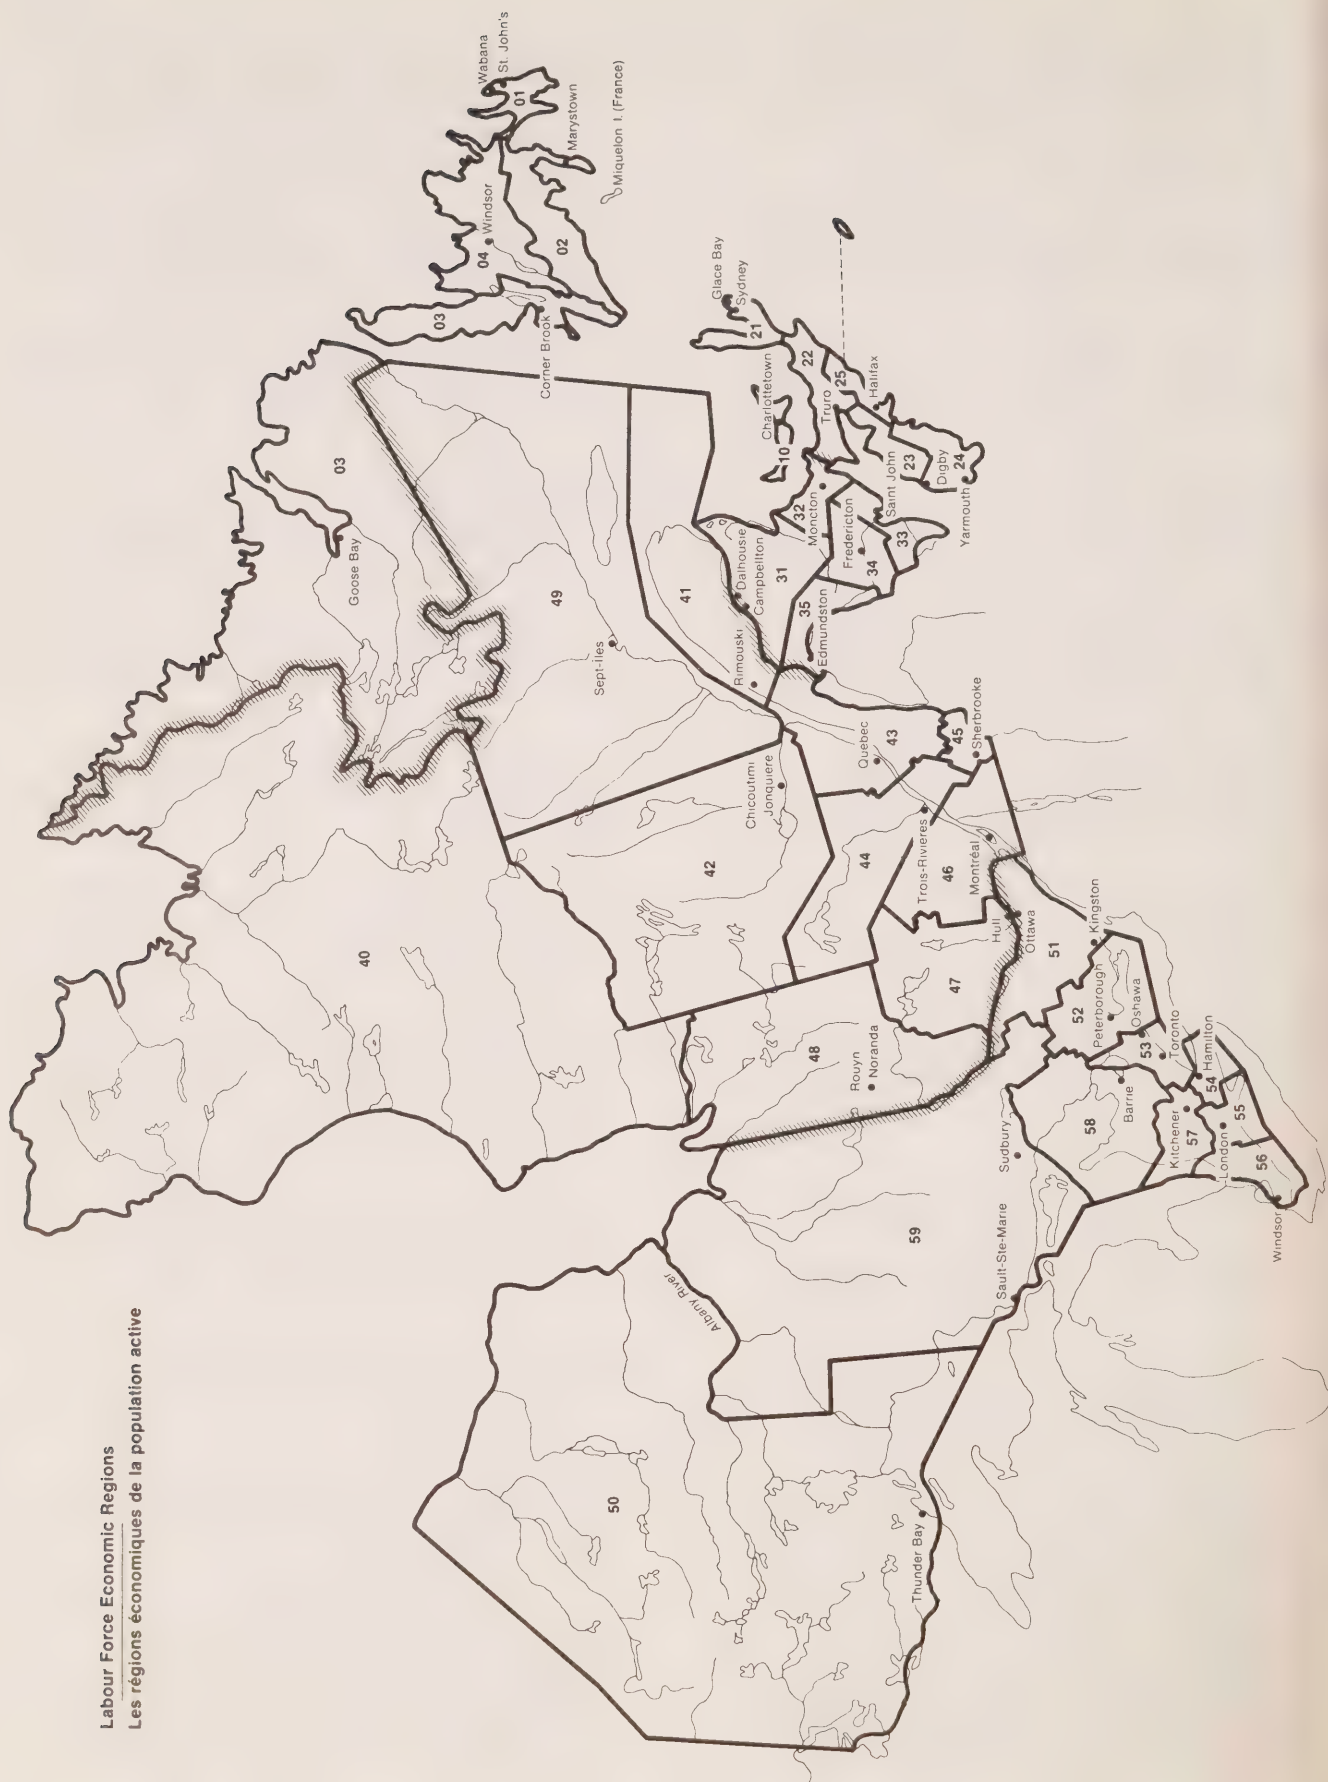 Labour Force Economic Regions
Les régions économiques de la population active
Wabana
St. John's
01
Marystown
Miquelon I. (France)
Windsor
04
02
03
Corner Brook
03
Goose Bay
Glace Bay
Sydney
21
22
25
Halifax
Truro
Charlottetown
10
23
24
Digby
Yarmouth
Saint John
Moncton
32
Fredericton
33
34
31
Dalhousie
Campbellton
35
Edmundston
41
Rimouski
49
Sept-Iles
40
42
Chicoutimi
Jonquiere
Quebec
43
45
Sherbrooke
44
Trois-Rivieres
46
Montréal
Hull
Ottawa
47
48
Rouyn
Noranda
51
Kingston
52
Peterborough
Oshawa
53
Toronto
Hamilton
54
55
56
57
Kitchener
London
Windsor
Barrie
58
Sudbury
59
Sault-Ste-Marie
Albany River
50
Thunder Bay